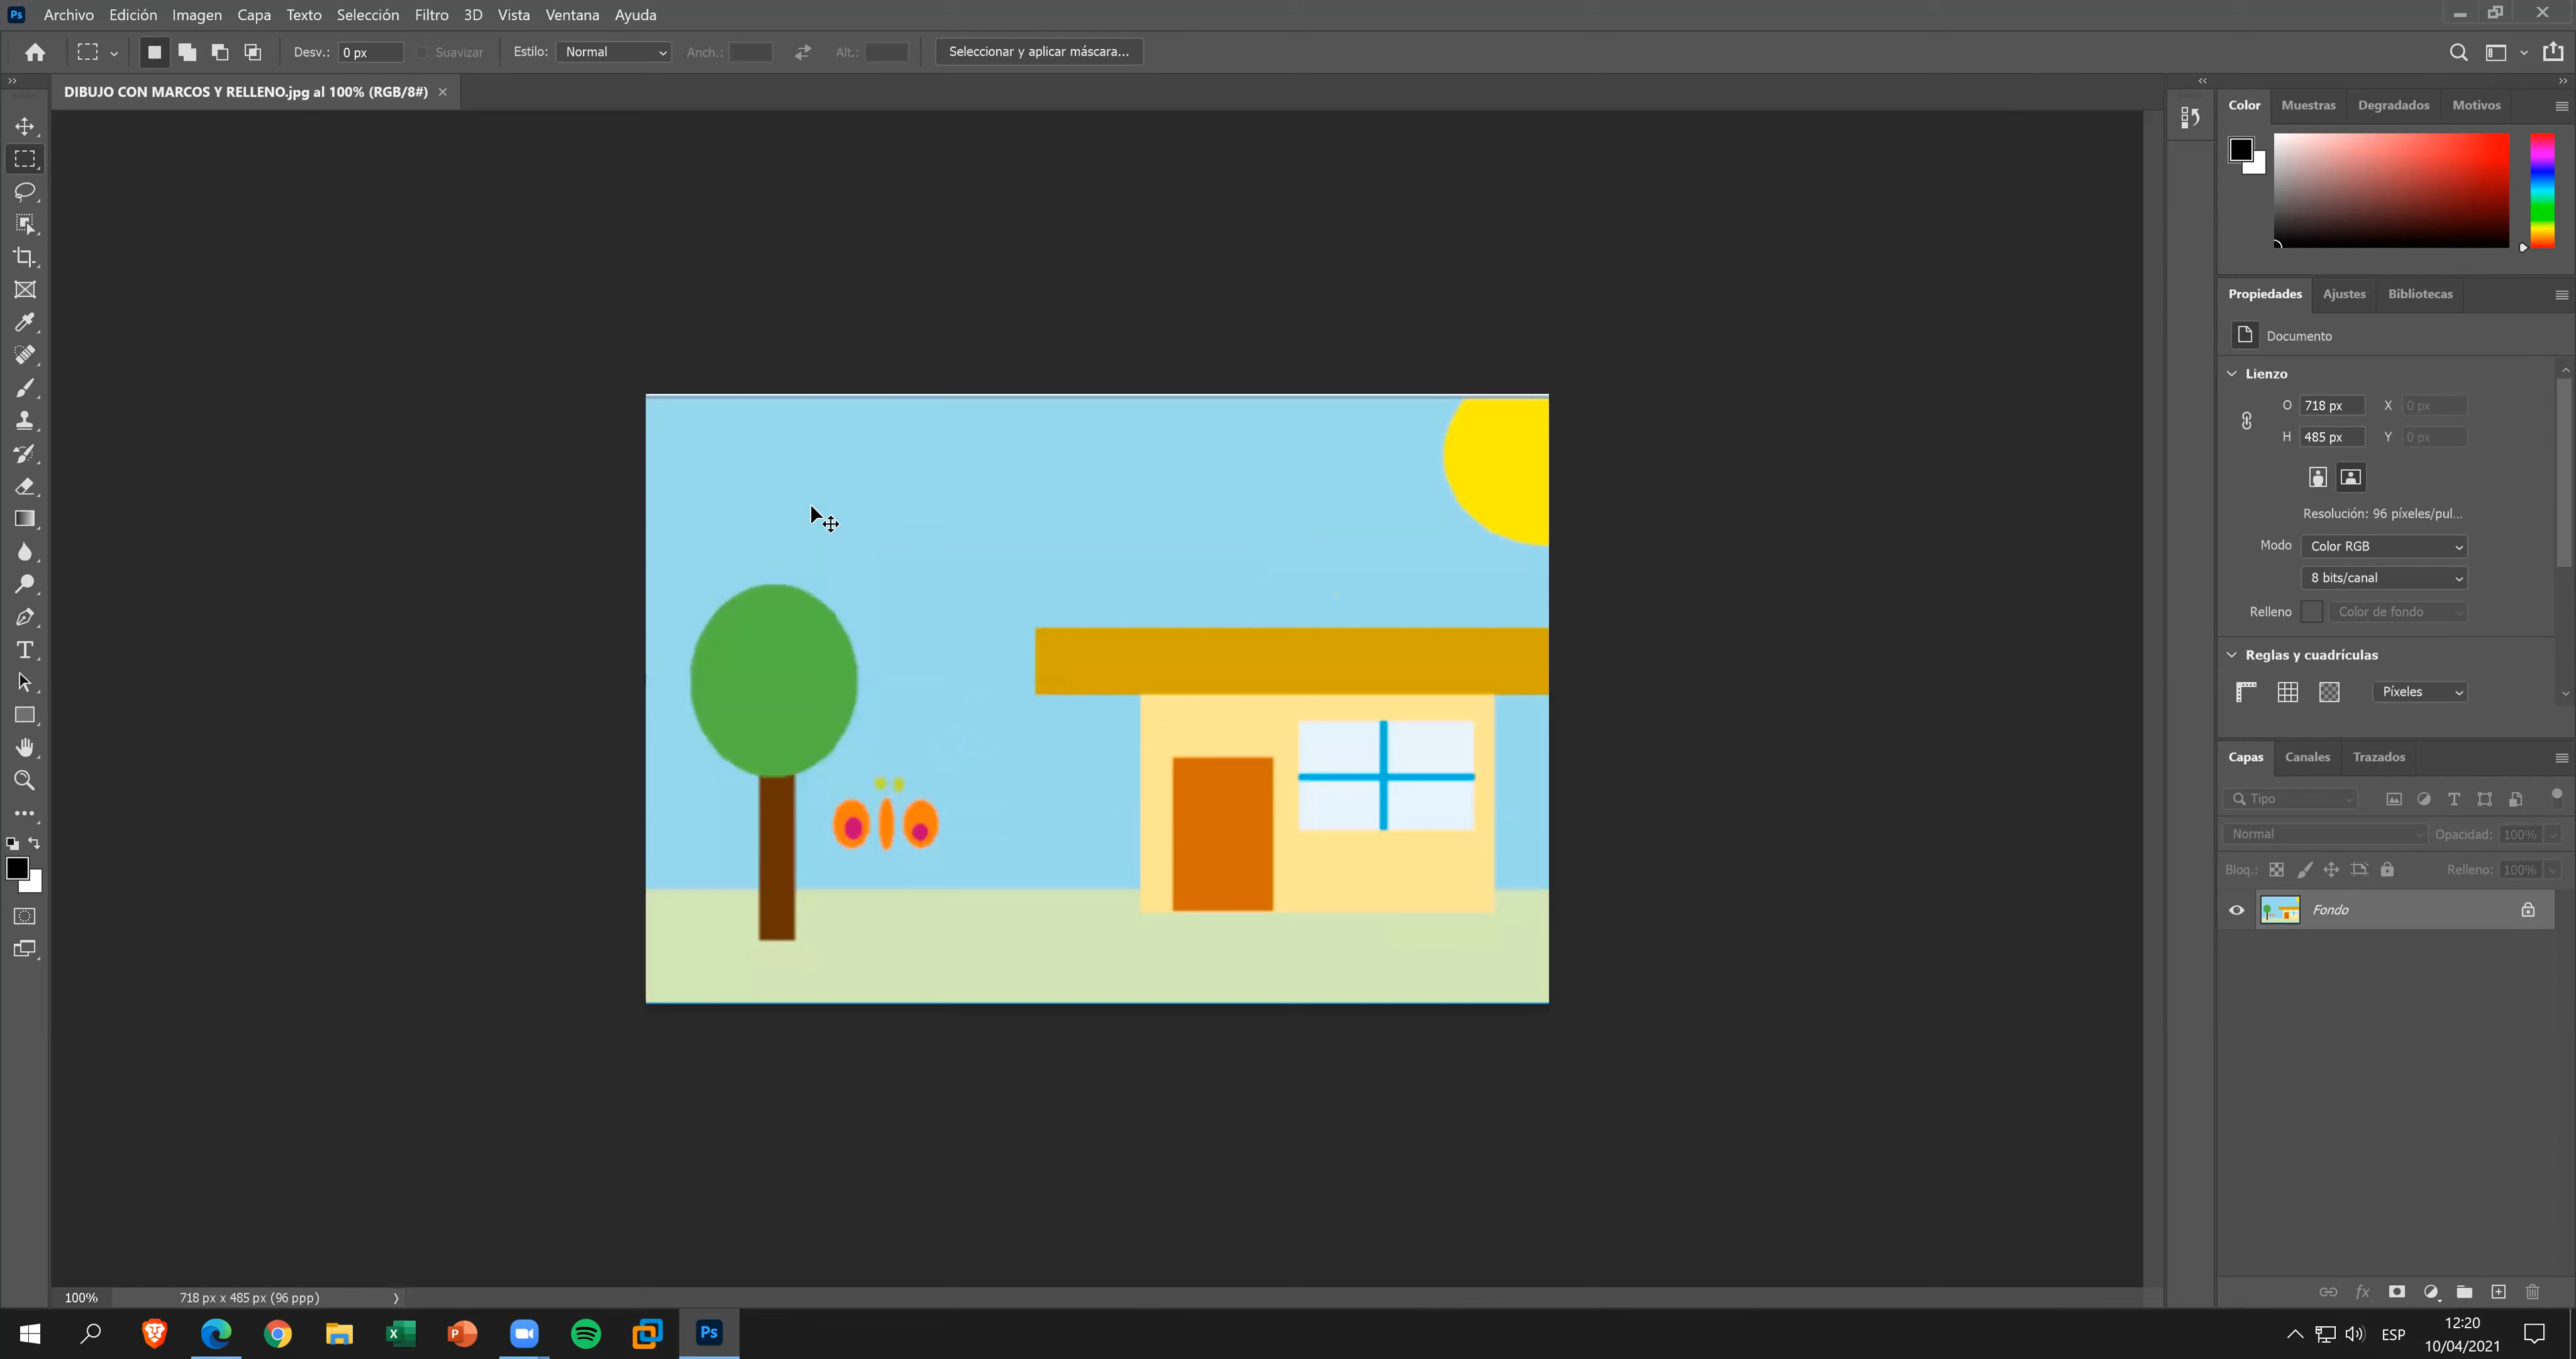 Ps Archivo Edición Imagen Capa Texto Selección Filtro 3D Vista Ventana Ayuda
Desv.: 0 px Suavizar Estilo: Normal Anch.: Alt.: Seleccionar y aplicar máscara...
DIBUJO CON MARCOS Y RELLENO.jpg al 100% (RGB/8#)
Color Muestras Degradados Motivos
Propiedades Ajustes Bibliotecas
Documento
Lienzo
O 718 px X 0 px
H 485 px Y 0 px
Resolución: 96 píxeles/pul...
Modo Color RGB
8 bits/canal
Relleno Color de fondo
Reglas y cuadrículas
Píxeles
Capas Canales Trazados
Tipo
Normal Opacidad: 100%
Bloq.: Relleno: 100%
Fondo
fx
100% 718 px x 485 px (96 ppp)
Ps
ESP
12:20
10/04/2021